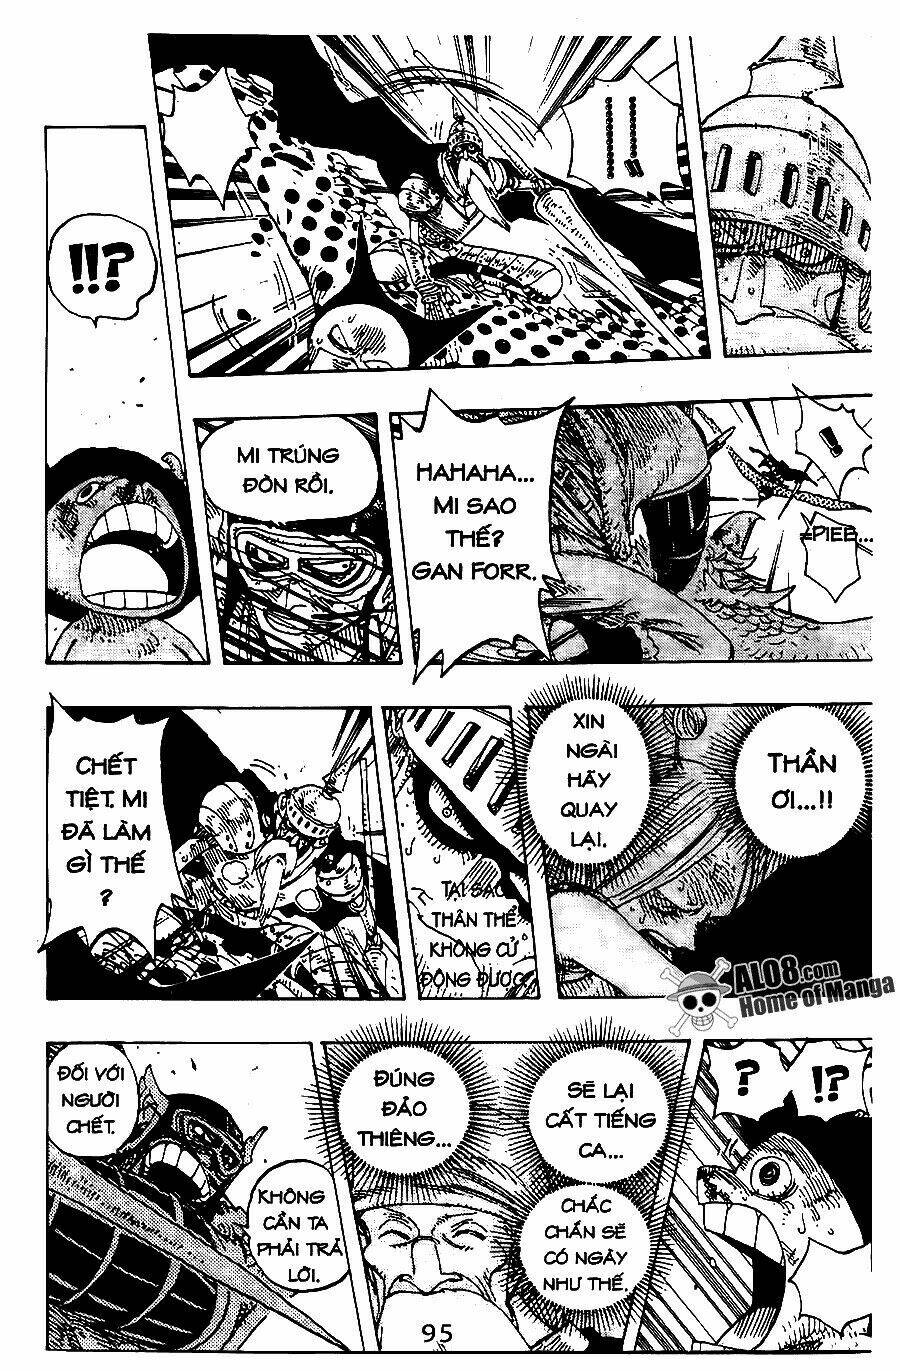 !!
!!?
!!
PIEE...
HAHAHA...
MI SAO
THẾ?
GAN FORR.
MI TRÚNG
ĐÒN RỒI.
THẦN
ƠI...!!
XIN
NGÀI
HÃY
QUAY
LẠI.
TẠI SAO
THÂN THỂ
KHÔNG CỬ
ĐỘNG ĐƯỢC
CHẾT
TIỆT. MI
ĐÃ LÀM
GÌ THẾ
?
AL08.com
Home of Manga
!?
?
SẼ LẠI
CẤT TIẾNG
CA...
CHẮC
CHẮN SẼ
CÓ NGÀY
NHƯ THẾ.
ĐÚNG
ĐẢO
THIÊNG...
ĐỐI VỚI
NGƯỜI
CHẾT.
KHÔNG
CẦN TA
PHẢI TRẢ
LỜI.
95